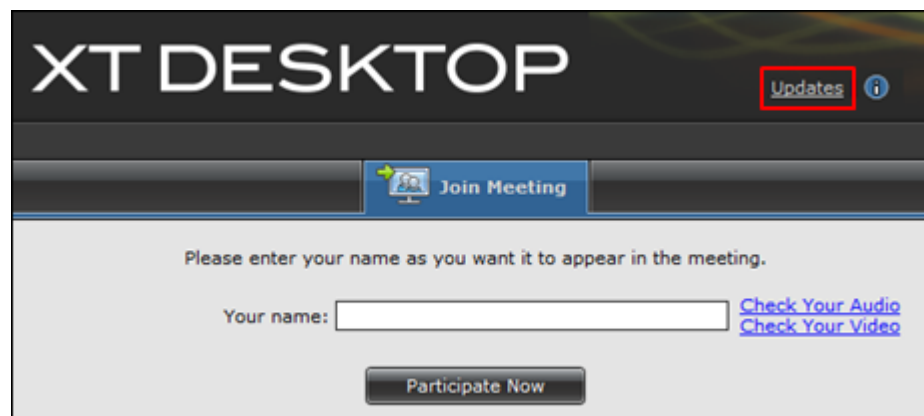 XT DESKTOP
Updates
Join Meeting
Please enter your name as you want it to appear in the meeting.
Your name:
Check Your Audio
Check Your Video
Participate Now